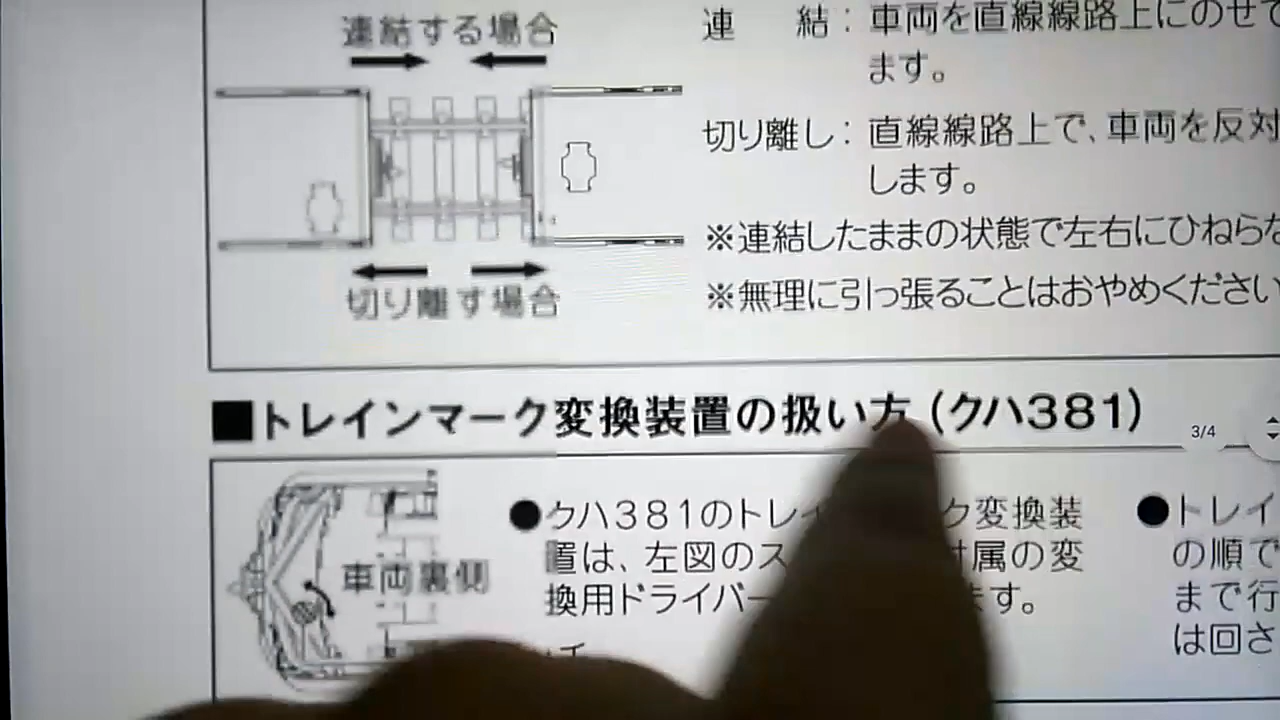 連結する場合
連　結：車両を直線線路上にのせて
ます。
切り離し：直線線路上で、車両を反対
します。
※連結したままの状態で左右にひねらな
※無理に引っ張ることはおやめください
切り離す場合
■トレインマーク変換装置の扱い方（クハ381）
3/4
●クハ381のトレイ ク変換装
置は、左図のス 付属の変
換用ドライバー ます。
チ
車両裏側
●トレイ
の順で
まで行
は回さ